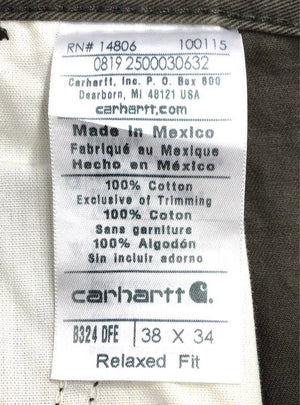 RN# 14806 100115
0819 2500030632
Carhartt, Inc. P. O. Box 600
Dearborn, MI 48121 USA
carhartt.com
Made in Mexico
Fabriqué au Mexique
Hecho en México
100% Cotton
Exclusive of Trimming
100% Cotton
Sans garniture
100% Algodón
Sin incluir adorno
carhartt
B324 DFE 38 X 34
Relaxed Fit